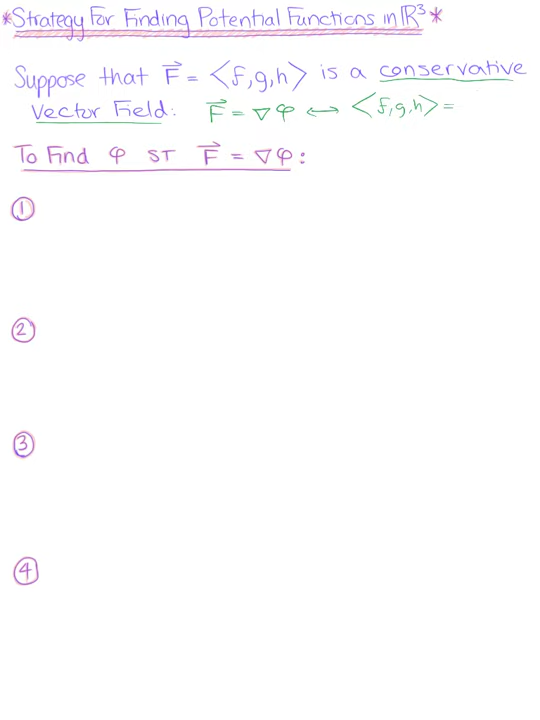 *Strategy For Finding Potential Functions in ℝ³*
Suppose that F⃗ = <f,g,h> is a conservative
Vector Field: F⃗ = ∇φ ↔ <f,g,h> =
To Find φ ST F⃗ = ∇φ:
①
②
③
④